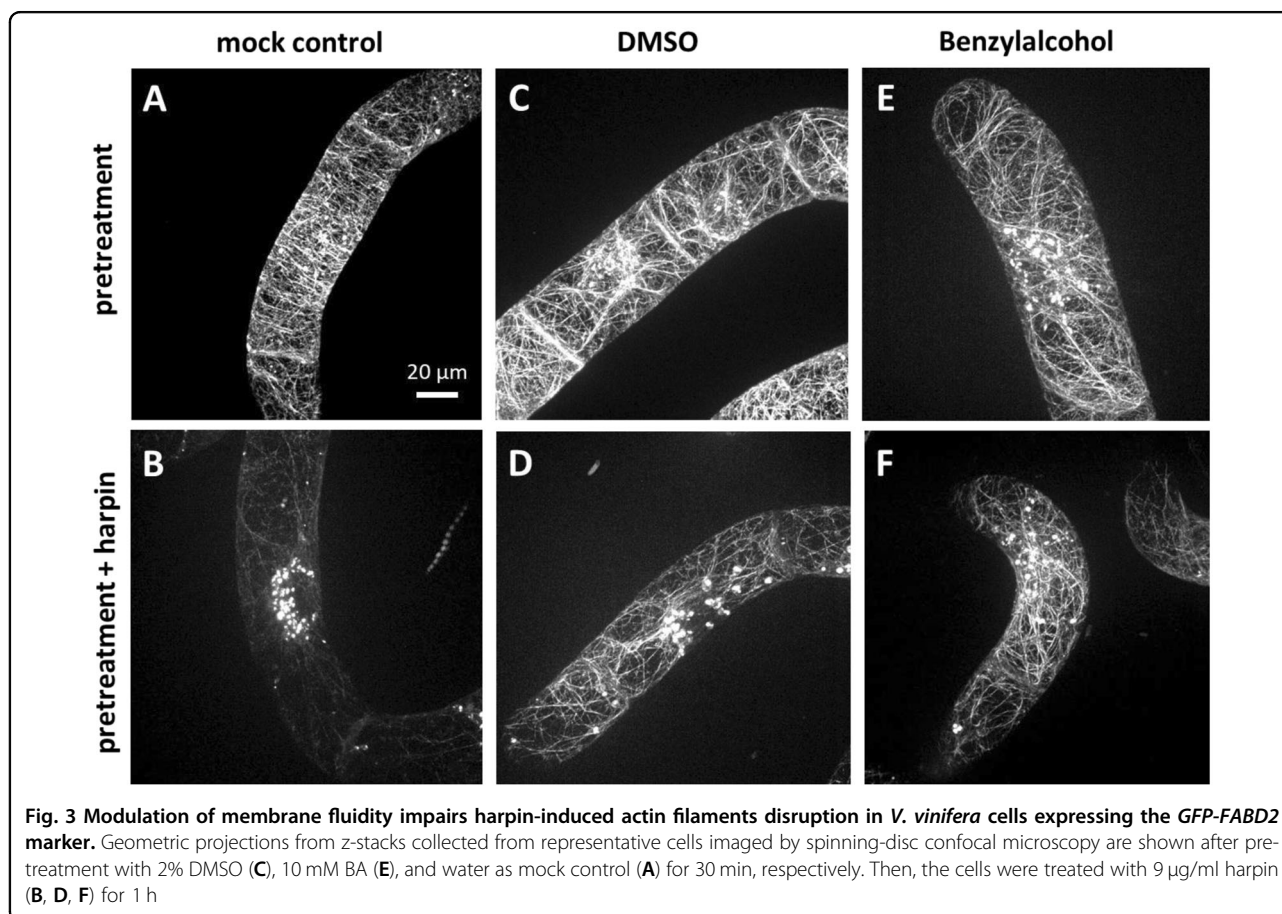 mock control
DMSO
Benzylalcohol
pretreatment
A
C
E
20 µm
pretreatment + harpin
B
D
F
Fig. 3 Modulation of membrane fluidity impairs harpin-induced actin filaments disruption in V. vinifera cells expressing the GFP-FABD2
marker. Geometric projections from z-stacks collected from representative cells imaged by spinning-disc confocal microscopy are shown after pre-
treatment with 2% DMSO (C), 10 mM BA (E), and water as mock control (A) for 30 min, respectively. Then, the cells were treated with 9 µg/ml harpin
(B, D, F) for 1 h